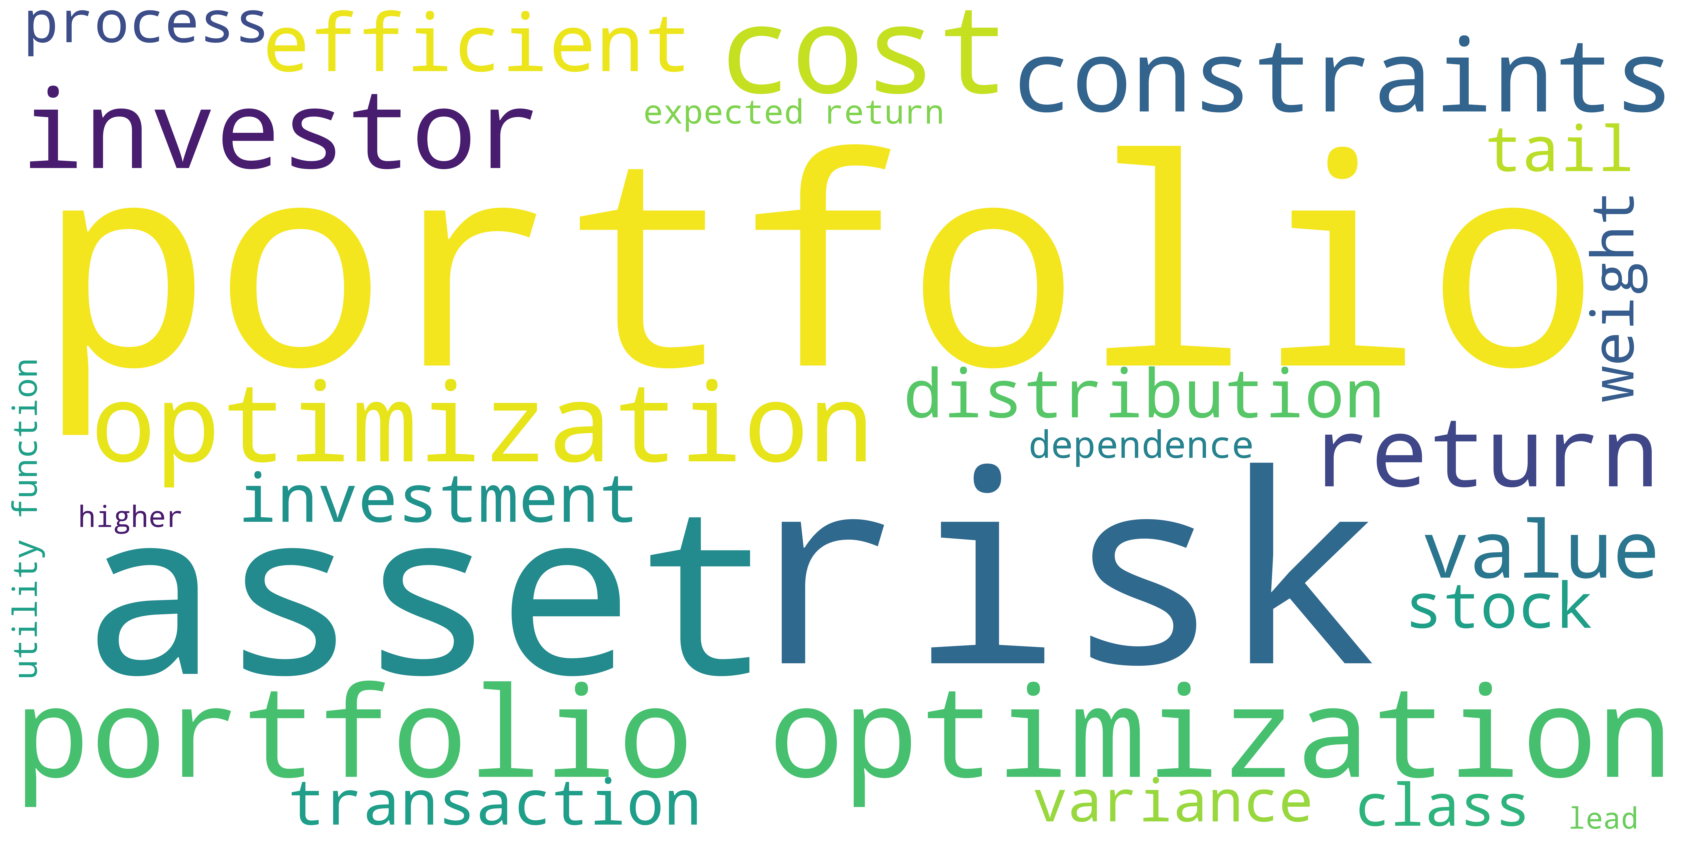 process
efficient
cost
constraints
investor
expected return
tail
portfolio
weight
optimization
distribution
dependence
return
utility function
higher
investment
asset
risk
value
stock
portfolio optimization
transaction
variance
class
lead